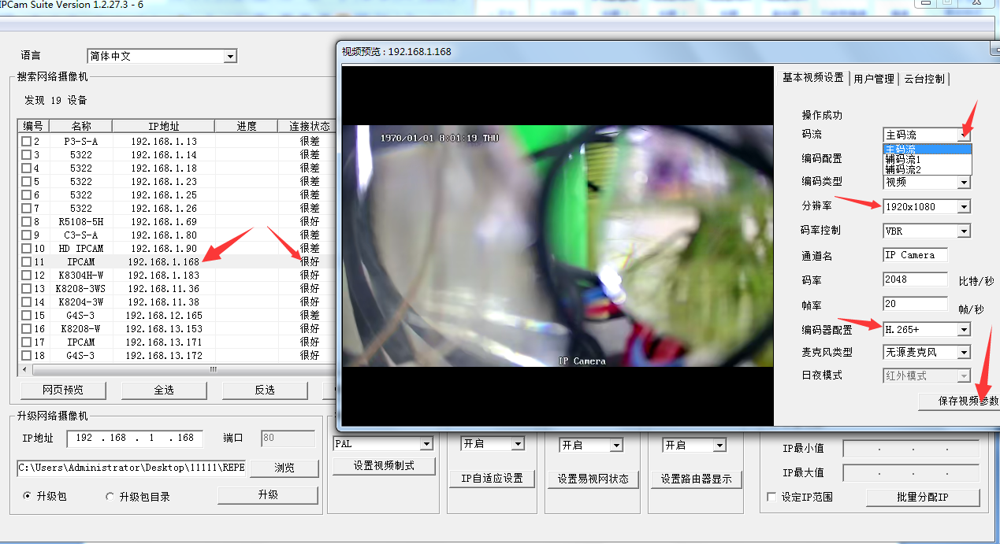 IPCam Suite Version 1.2.27.3 - 6
语言
简体中文
搜索网络摄像机
发现 19 设备
编号 名称 IP地址 进度 连接状态
2 P3-S-A 192.168.1.13 很差
3 5322 192.168.1.14 很差
4 5322 192.168.1.18 很差
5 5322 192.168.1.23 很差
6 5322 192.168.1.25 很差
7 5322 192.168.1.26 很差
8 R5108-5H 192.168.1.69 很好
9 C3-S-A 192.168.1.80 很差
10 HD IPCAM 192.168.1.90 很差
11 IPCAM 192.168.1.168 很好
12 K8304H-W 192.168.1.183 很好
13 K8208-3WS 192.168.11.36 很好
14 K8204-3W 192.168.11.38 很好
15 G4S-3 192.168.12.165 很差
16 K8208-W 192.168.13.153 很好
17 IPCAM 192.168.13.171 很好
18 G4S-3 192.168.13.172 很好
网页预览 全选 反选
升级网络摄像机
IP地址 192 . 168 . 1 . 168 端口 80
C:\Users\Administrator\Desktop\11111\REPE 浏览
升级包 升级包目录 升级
视频预览 : 192.168.1.168
1970/01/01 8:01:19 THU
IP Camera
基本视频设置 用户管理 云台控制
操作成功
码流 主码流
主码流
辅码流1
辅码流2
编码配置
编码类型 视频
分辨率 1920x1080
码率控制 VBR
通道名 IP Camera
码率 2048 比特/秒
帧率 20 帧/秒
编码器配置 H.265+
麦克风类型 无源麦克风
日夜模式 红外模式
保存视频参数
PAL
设置视频制式
开启
IP自适应设置
开启
设置易视网状态
开启
设置路由器显示
IP最小值 . . .
IP最大值 . . .
设定IP范围 批量分配IP